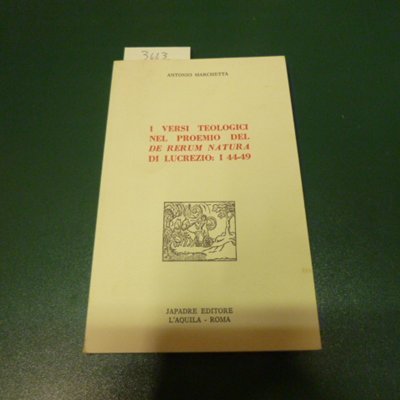 3613
ANTONIO MARCHETTA
I VERSI TEOLOGICI
NEL PROEMIO DEL
DE RERUM NATURA
DI LUCREZIO: I 44-49
JAPADRE EDITORE
L'AQUILA - ROMA